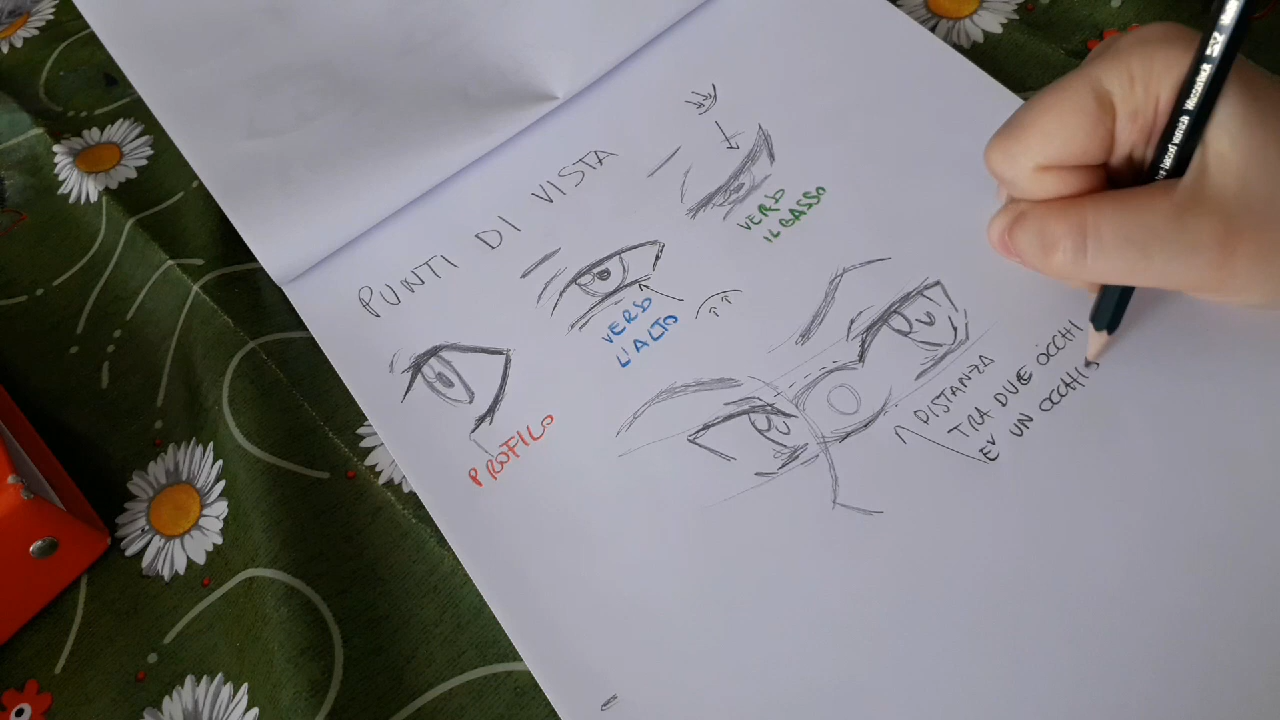 PUNTI DI VISTA
VERSO
IL BASSO
VERSO
L'ALTO
PROFILO
DISTANZA
TRA DUE OCCHI
E' UN OCCHIO